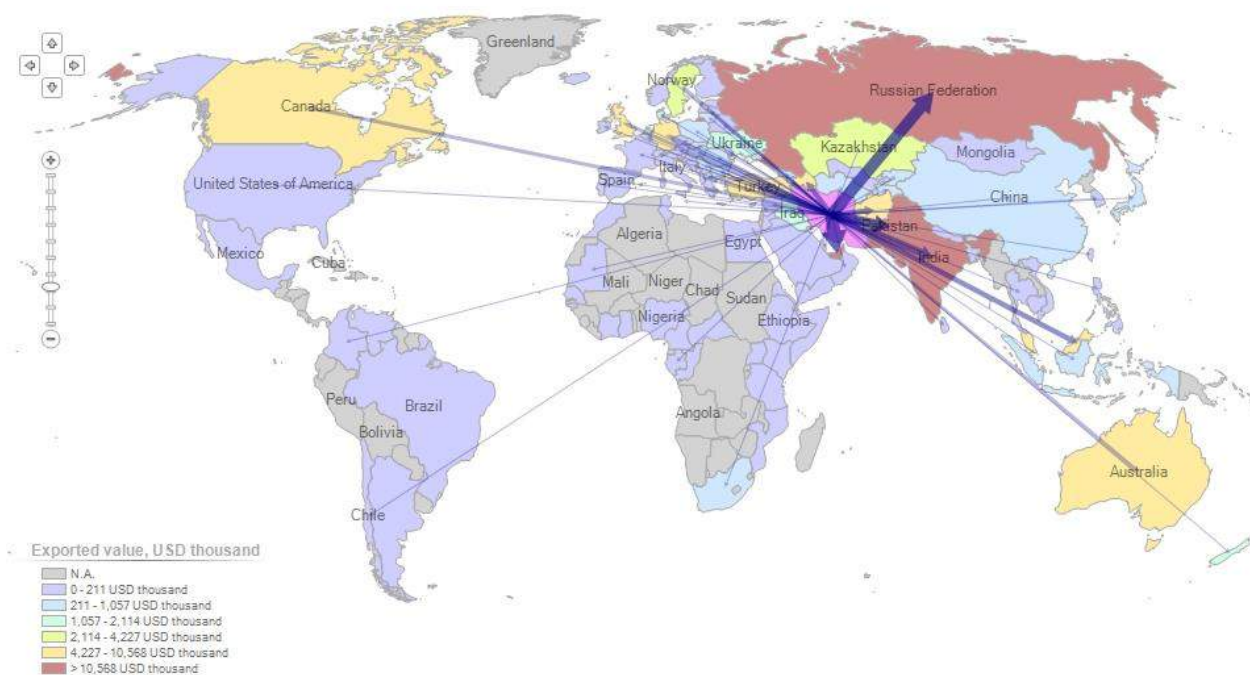 Greenland
Norway
Russian Federation
Canada
Ukraine
Kazakhstan
Mongolia
Italy
United States of America
Spain
Turkey
China
Iraq
Pakistan
Algeria
Egypt
Mexico
India
Cuba
Mali
Niger
Chad
Sudan
Nigeria
Ethiopia
Peru
Brazil
Angola
Bolivia
Australia
Chile
Exported value, USD thousand
N.A.
0 - 211 USD thousand
211 - 1,057 USD thousand
1,057 - 2,114 USD thousand
2,114 - 4,227 USD thousand
4,227 - 10,568 USD thousand
> 10,568 USD thousand